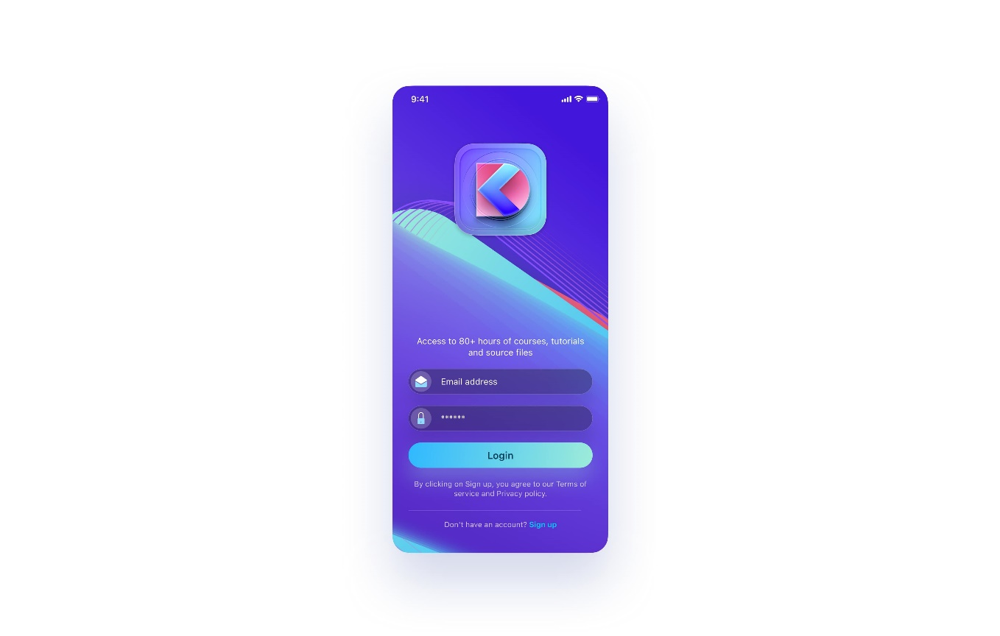 9:41
Access to 80+ hours of courses, tutorials
and source files
Email address
******
Login
By clicking on Sign up, you agree to our Terms of
service and Privacy policy.
Don't have an account? Sign up